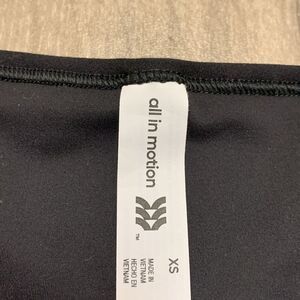 all in motion
TM
XS
MADE IN
VIETNAM
HECHO EN
VIETNAM